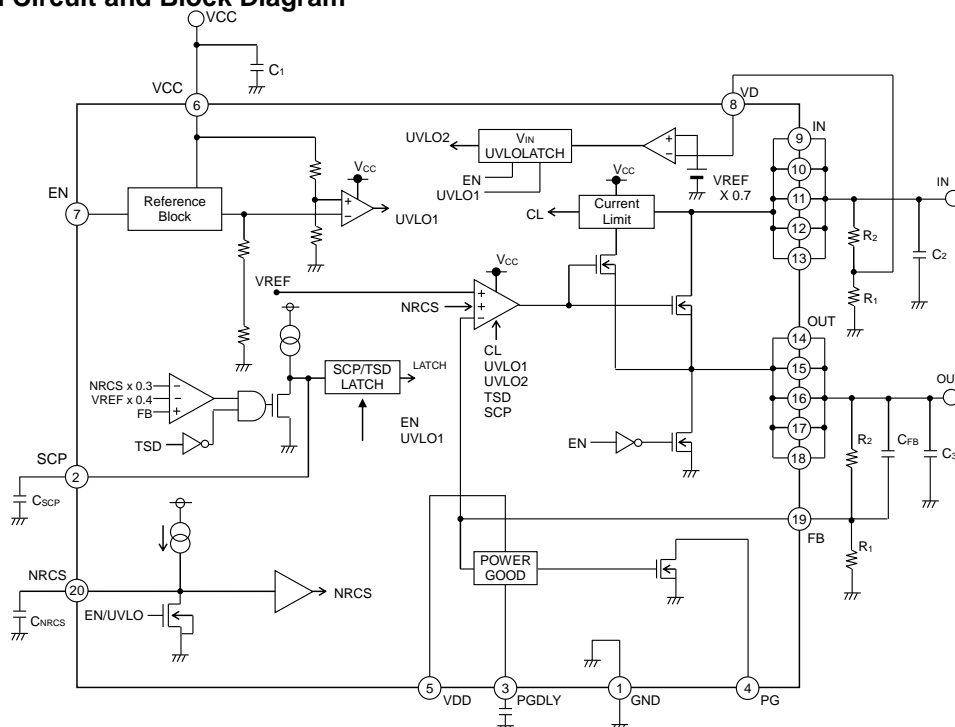 Circuit and Block Diagram
VCC
C1
VCC
6
8
VD
UVLO2
VIN
UVLOLATCH
EN
UVLO1
+
-
VREF
X 0.7
9
IN
10
11
12
13
IN
EN
7
Reference
Block
VCC
+
-
UVLO1
VCC
CL
Current
Limit
R2
C2
R1
VREF
VCC
NRCS
+
+
-
CL
UVLO1
UVLO2
TSD
SCP
OUT
14
15
16
17
18
SCP/TSD
LATCH
LATCH
EN
UVLO1
NRCS x 0.3
VREF x 0.4
FB
-
-
+
TSD
EN
R2
CFB
C3
SCP
2
CSCP
19
FB
R1
POWER
GOOD
NRCS
20
CNRCS
EN/UVLO
NRCS
5
VDD
3
PGDLY
1
GND
4
PG